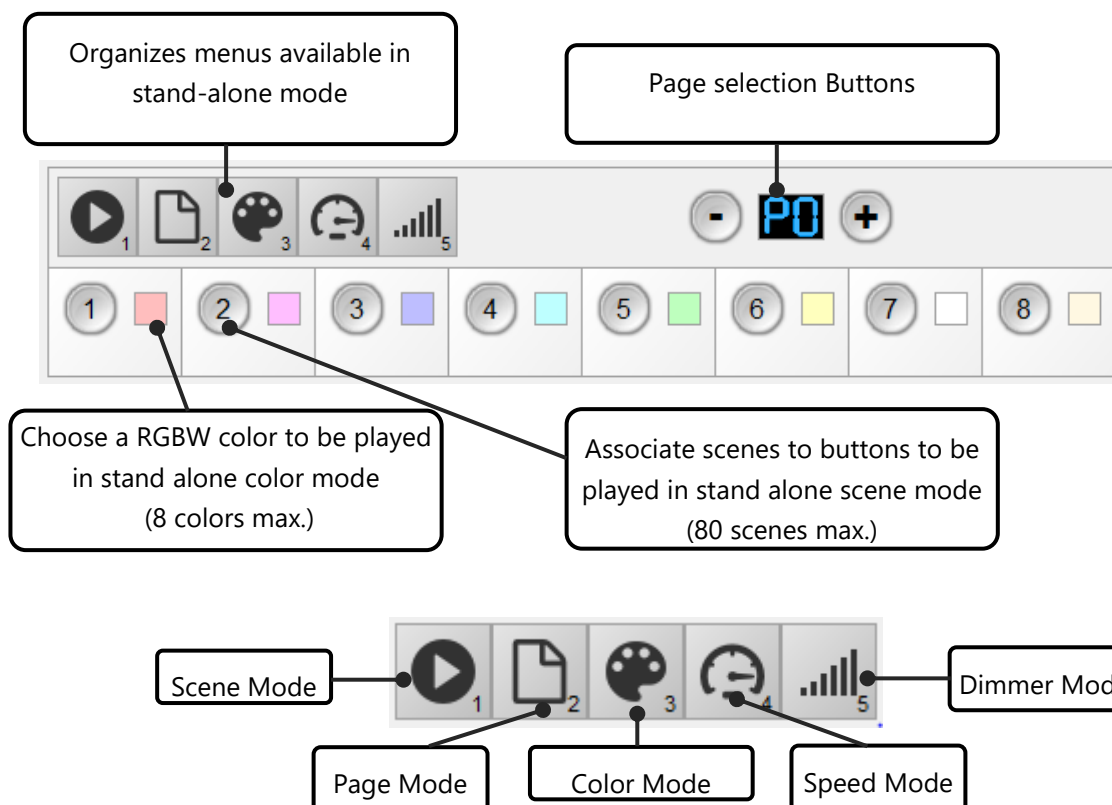 Organizes menus available in
stand-alone mode
Page selection Buttons
1 2 3 4 5
- P0 +
1 2 3 4 5 6 7 8
Choose a RGBW color to be played
in stand alone color mode
(8 colors max.)
Associate scenes to buttons to be
played in stand alone scene mode
(80 scenes max.)
1 2 3 4 5
Scene Mode
Dimmer Mod
Page Mode
Color Mode
Speed Mode